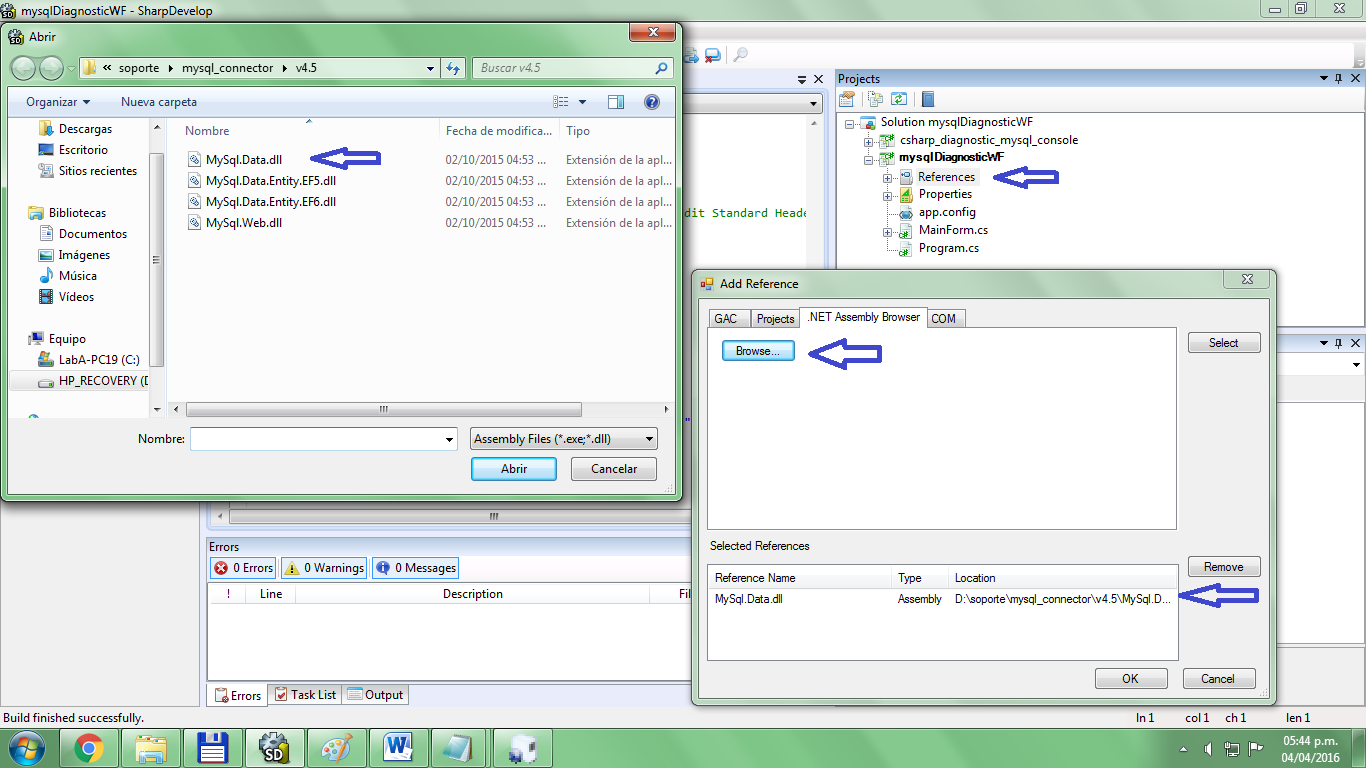 mysqlDiagnosticWF - SharpDevelop
Abrir
« soporte ▸ mysql_connector ▸ v4.5
Buscar v4.5
Organizar
Nueva carpeta
Nombre
Fecha de modifica...
Tipo
Descargas
Escritorio
Sitios recientes
Bibliotecas
Documentos
Imágenes
Música
Vídeos
Equipo
LabA-PC19 (C:)
HP_RECOVERY (D
MySql.Data.dll 02/10/2015 04:53 ... Extensión de la apl...
MySql.Data.Entity.EF5.dll 02/10/2015 04:53 ... Extensión de la apl...
MySql.Data.Entity.EF6.dll 02/10/2015 04:53 ... Extensión de la apl...
MySql.Web.dll 02/10/2015 04:53 ... Extensión de la apl...
Nombre:
Assembly Files (*.exe;*.dll)
Abrir
Cancelar
dit Standard Heade
Projects
Solution mysqlDiagnosticWF
csharp_diagnostic_mysql_console
mysqlDiagnosticWF
References
Properties
app.config
MainForm.cs
Program.cs
Add Reference
GAC
Projects
.NET Assembly Browser
COM
Browse...
Select
Selected References
Remove
Reference Name Type Location
MySql.Data.dll Assembly D:\soporte\mysql_connector\v4.5\MySql.D...
OK
Cancel
Errors
0 Errors
0 Warnings
0 Messages
! Line Description Fil
Errors
Task List
Output
Build finished successfully.
ln 1 col 1 ch 1 len 1
05:44 p.m.
04/04/2016